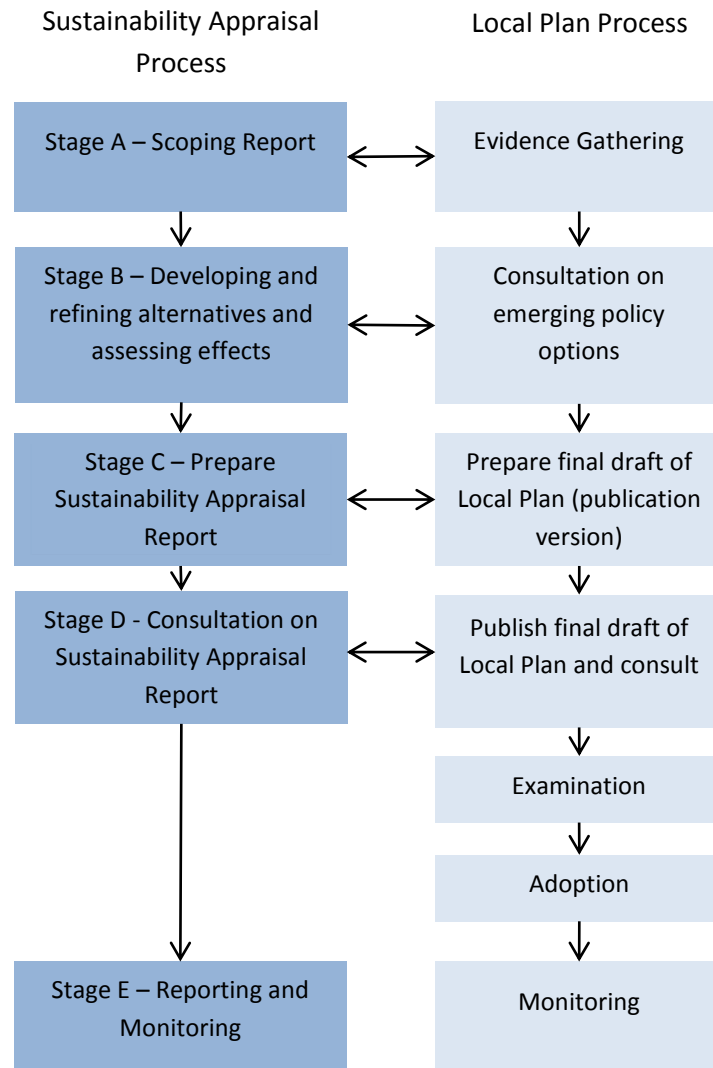 Sustainability Appraisal
Process
Local Plan Process
Stage A – Scoping Report
Evidence Gathering
Stage B – Developing and
refining alternatives and
assessing effects
Consultation on
emerging policy
options
Stage C – Prepare
Sustainability Appraisal
Report
Prepare final draft of
Local Plan (publication
version)
Stage D - Consultation on
Sustainability Appraisal
Report
Publish final draft of
Local Plan and consult
Examination
Adoption
Stage E – Reporting and
Monitoring
Monitoring